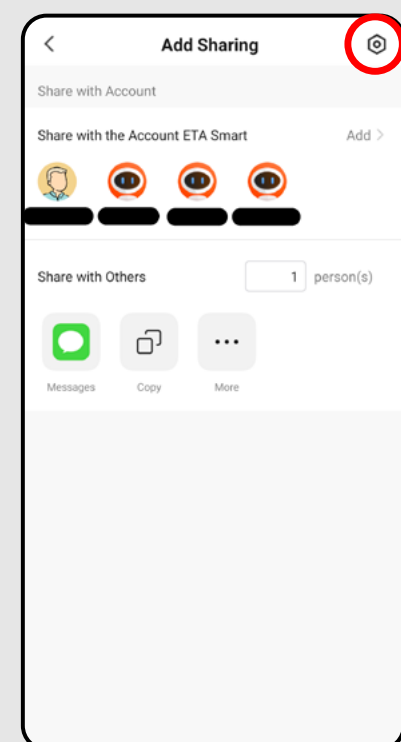 Add Sharing
Share with Account
Share with the Account ETA Smart Add >
Share with Others 1 person(s)
Messages Copy More